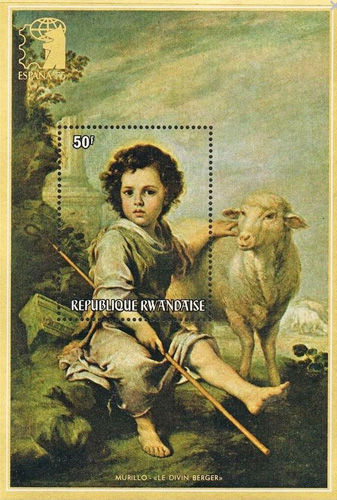 ESPAÑA 75
50F
REPUBLIQUE RWANDAISE
MURILLO - «LE DIVIN BERGER»